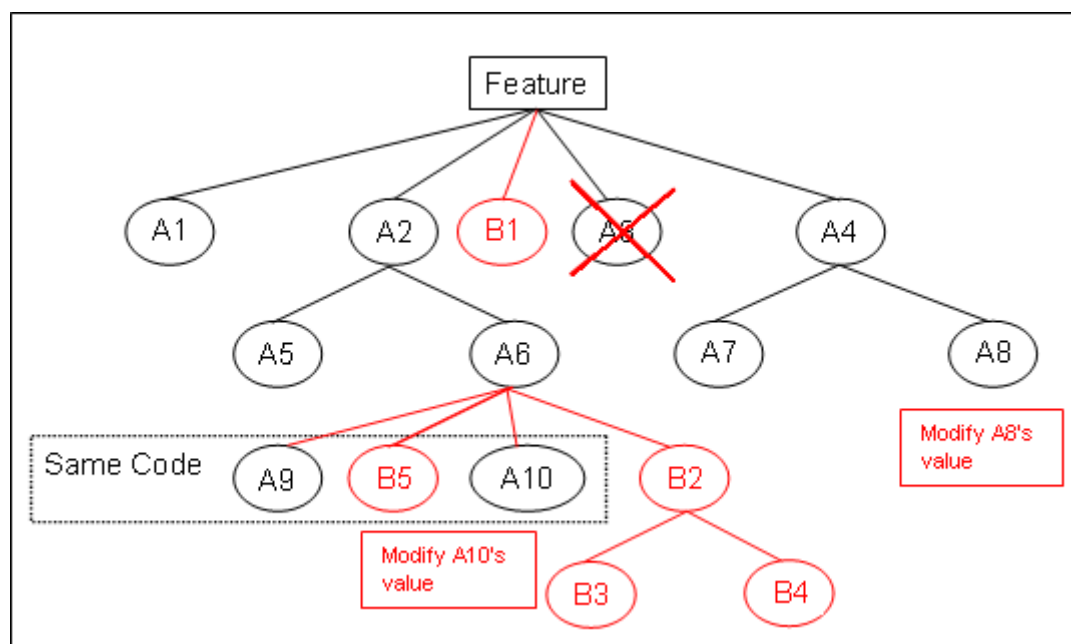 Feature
A1
A2
B1
A3
A4
A5
A6
A7
A8
Same Code
A9
B5
A10
B2
Modify A8's
value
Modify A10's
value
B3
B4